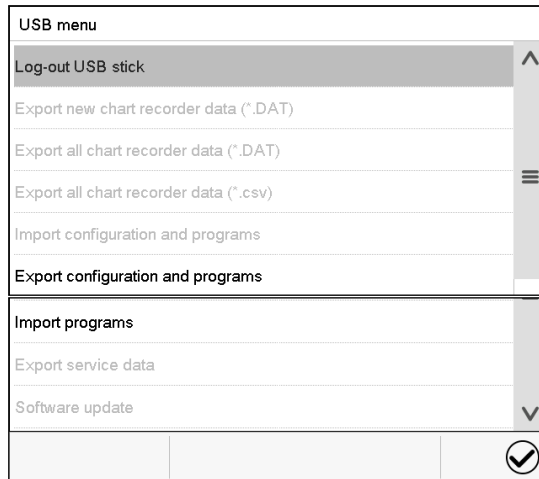 USB menu
Log-out USB stick
Export new chart recorder data (*.DAT)
Export all chart recorder data (*.DAT)
Export all chart recorder data (*.csv)
Import configuration and programs
Export configuration and programs
Import programs
Export service data
Software update